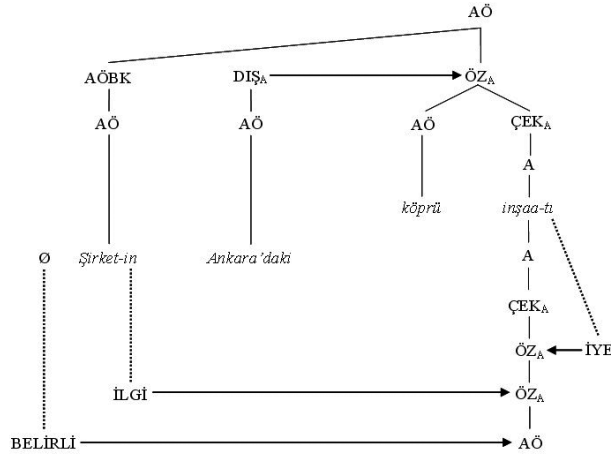 AÖ
AÖBK DIŞA ÖZA
AÖ AÖ AÖ ÇEKA
A
köprü inşaa-tı
Ø Şirket-in Ankara’daki A
ÇEKA
ÖZA İYE
İLGİ ÖZA
BELİRLİ AÖ